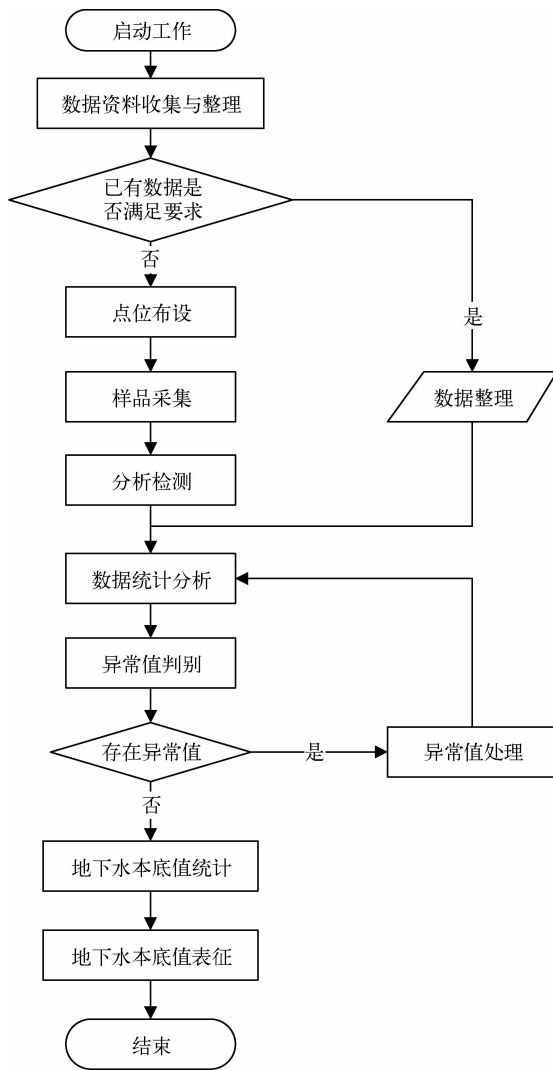 启动工作
数据资料收集与整理
已有数据是
否满足要求
否
是
点位布设
样品采集
数据整理
分析检测
数据统计分析
异常值判别
存在异常值
是
异常值处理
否
地下水本底值统计
地下水本底值表征
结束